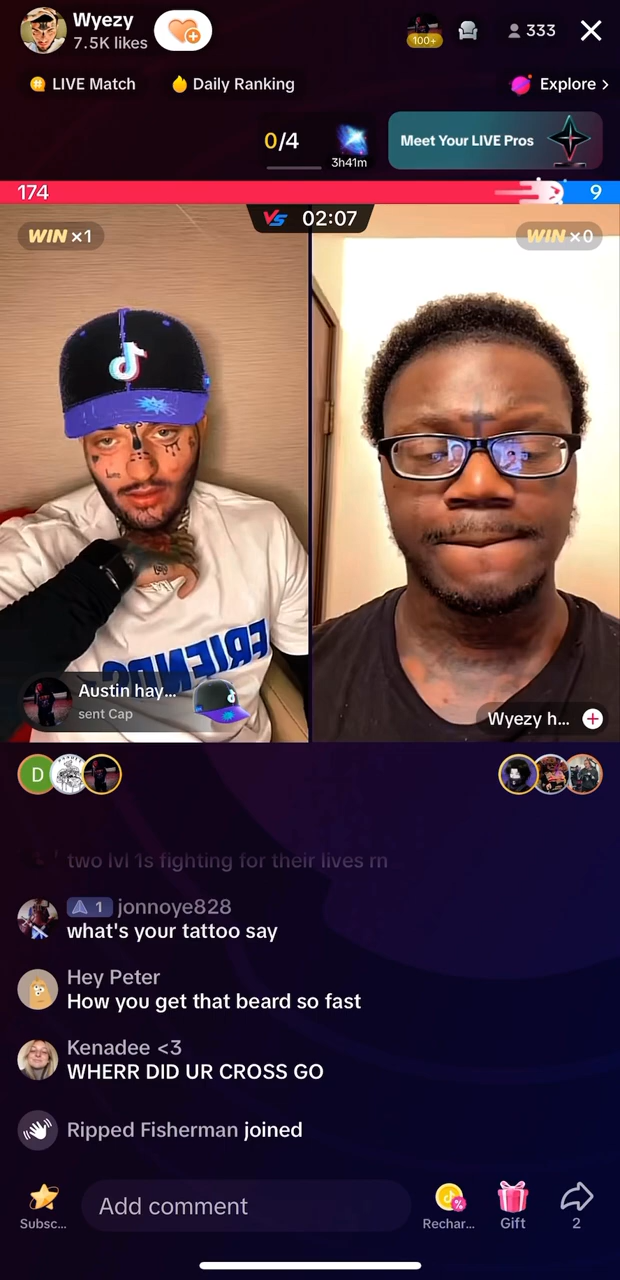 Wyezy
7.5K likes
100+
333
LIVE Match
Daily Ranking
Explore >
0/4
3h41m
Meet Your LIVE Pros
174
9
VS 02:07
WIN ×1
WIN ×0
FRIENDS
Austin hay...
sent Cap
Wyezy h...
D
two lvl 1s fighting for their lives rn
1 jonnoye828
what's your tattoo say
Hey Peter
How you get that beard so fast
Kenadee <3
WHERR DID UR CROSS GO
Ripped Fisherman joined
Add comment
Subsc...
Rechar...
Gift
2